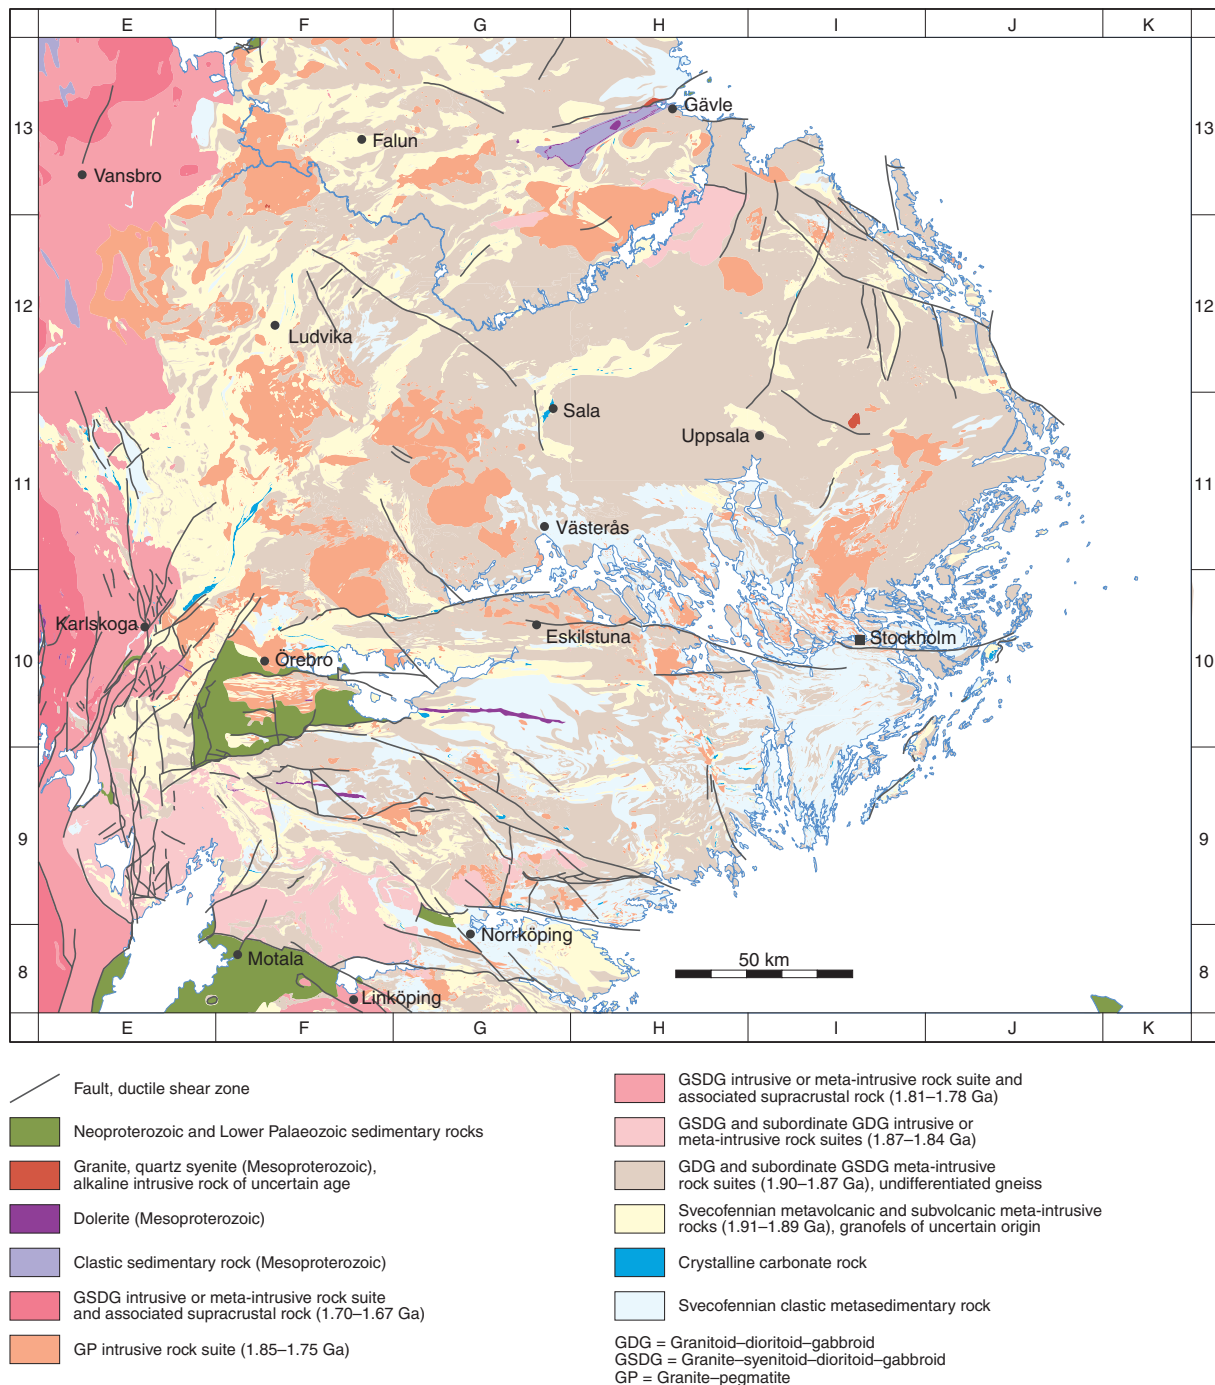 E F G H I J K
13 13
Gävle
Falun
Vansbro
12 12
Ludvika
Sala
Uppsala
11 11
Västerås
Karlskoga
Eskilstuna
Stockholm
Örebro
10 10
9 9
Norrköping
Motala
50 km
8 8
Linköping
E F G H I J K
Fault, ductile shear zone
Neoproterozoic and Lower Palaeozoic sedimentary rocks
Granite, quartz syenite (Mesoproterozoic),
alkaline intrusive rock of uncertain age
Dolerite (Mesoproterozoic)
Clastic sedimentary rock (Mesoproterozoic)
GSDG intrusive or meta-intrusive rock suite
and associated supracrustal rock (1.70–1.67 Ga)
GP intrusive rock suite (1.85–1.75 Ga)
GSDG intrusive or meta-intrusive rock suite and
associated supracrustal rock (1.81–1.78 Ga)
GSDG and subordinate GDG intrusive or
meta-intrusive rock suites (1.87–1.84 Ga)
GDG and subordinate GSDG meta-intrusive
rock suites (1.90–1.87 Ga), undifferentiated gneiss
Svecofennian metavolcanic and subvolcanic meta-intrusive
rocks (1.91–1.89 Ga), granofels of uncertain origin
Crystalline carbonate rock
Svecofennian clastic metasedimentary rock
GDG = Granitoid–dioritoid–gabbroid
GSDG = Granite–syenitoid–dioritoid–gabbroid
GP = Granite–pegmatite